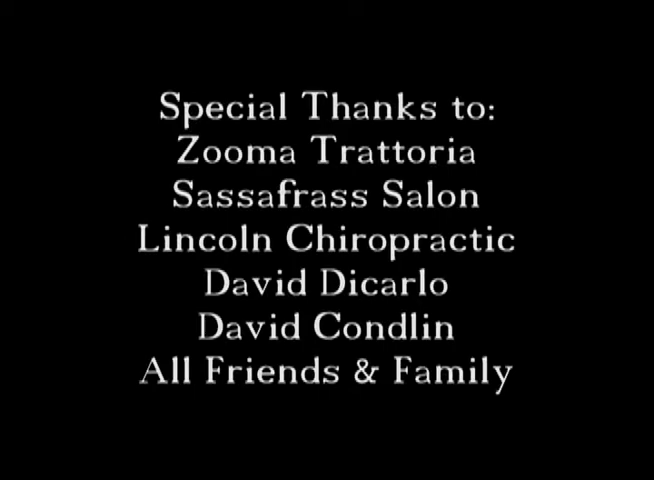 Special Thanks to:
Zooma Trattoria
Sassafrass Salon
Lincoln Chiropractic
David Dicarlo
David Condlin
All Friends & Family